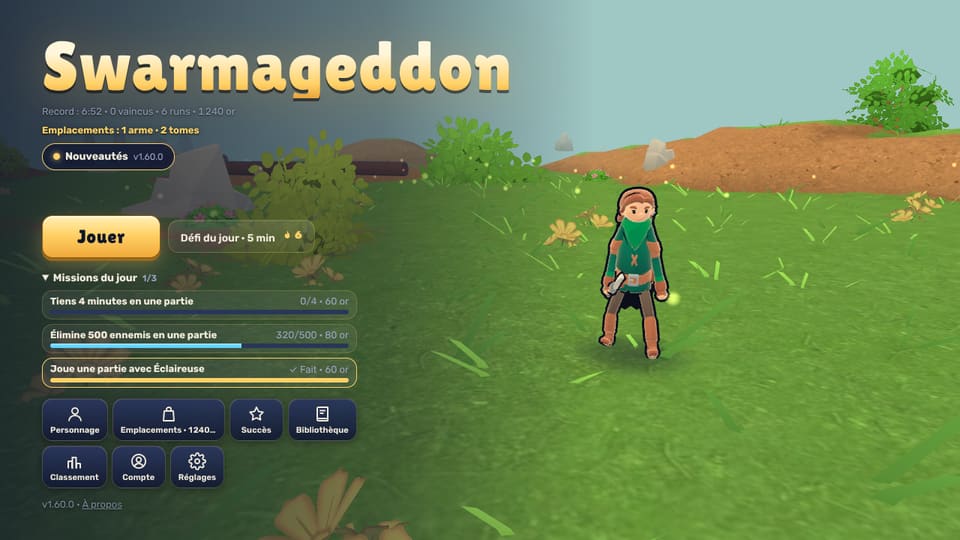 Swarmageddon
Record : 6:52 • 0 vaincus • 6 runs • 1 240 or
Emplacements : 1 arme • 2 tomes
Nouveautés v1.60.0
Jouer
Défi du jour • 5 min 6
▼ Missions du jour 1/3
Tiens 4 minutes en une partie 0/4 • 60 or
Élimine 500 ennemis en une partie 320/500 • 80 or
Joue une partie avec Éclaireuse ✓ Fait • 60 or
Personnage Emplacements • 1240... Succès Bibliothèque
Classement Compte Réglages
v1.60.0 • À propos